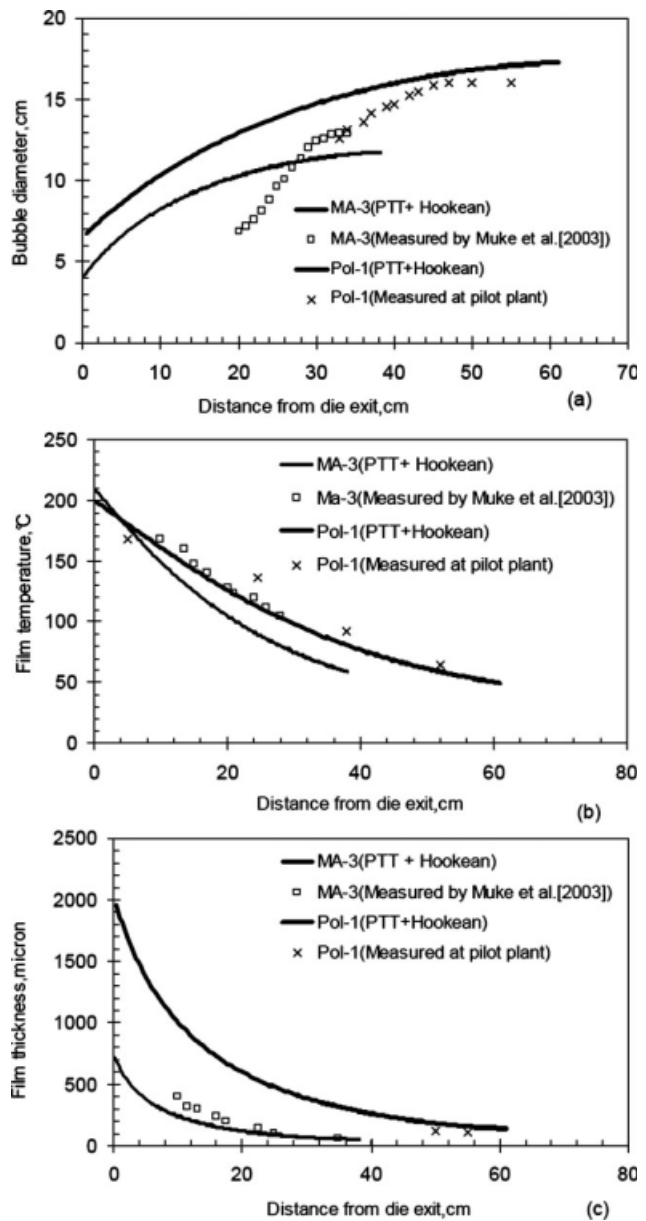 20
15
10
5
0
Bubble diameter,cm
MA-3(PTT+ Hookean)
MA-3(Measured by Muke et al.[2003])
Pol-1(PTT+Hookean)
Pol-1(Measured at pilot plant)
0 10 20 30 40 50 60 70
Distance from die exit,cm
(a)
250
200
150
100
50
0
Film temperature,℃
MA-3(PTT+ Hookean)
Ma-3(Measured by Muke et al.[2003])
Pol-1(PTT+Hookean)
Pol-1(Measured at pilot plant)
0 20 40 60 80
Distance from die exit,cm
(b)
2500
2000
1500
1000
500
0
Film thickness,micron
MA-3(PTT + Hookean)
MA-3(Measured by Muke et al.[2003])
Pol-1(PTT+Hookean)
Pol-1(Measured at pilot plant)
0 20 40 60 80
Distance from die exit,cm
(c)